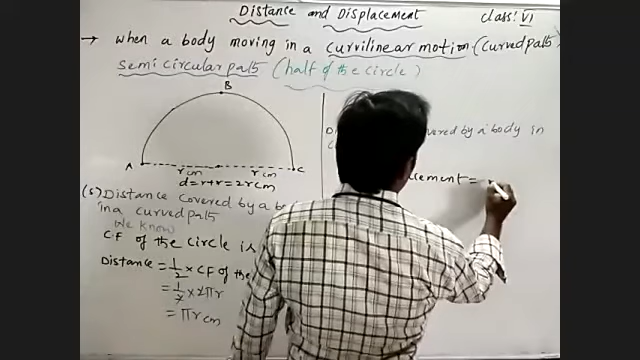 Distance and Displacement
Class: VI
→ when a body moving in a curvilinear motion (curved path)
semi circular path (half of the circle)
B
A
r cm
r cm
C
d=r+r=2r cm
(s) Distance covered by a
in a curved path
We know
C.F of the circle is
Distance = 1/2 × CF of the
= 1/2 × 2πr
= πr cm
covered by a body in
cement =